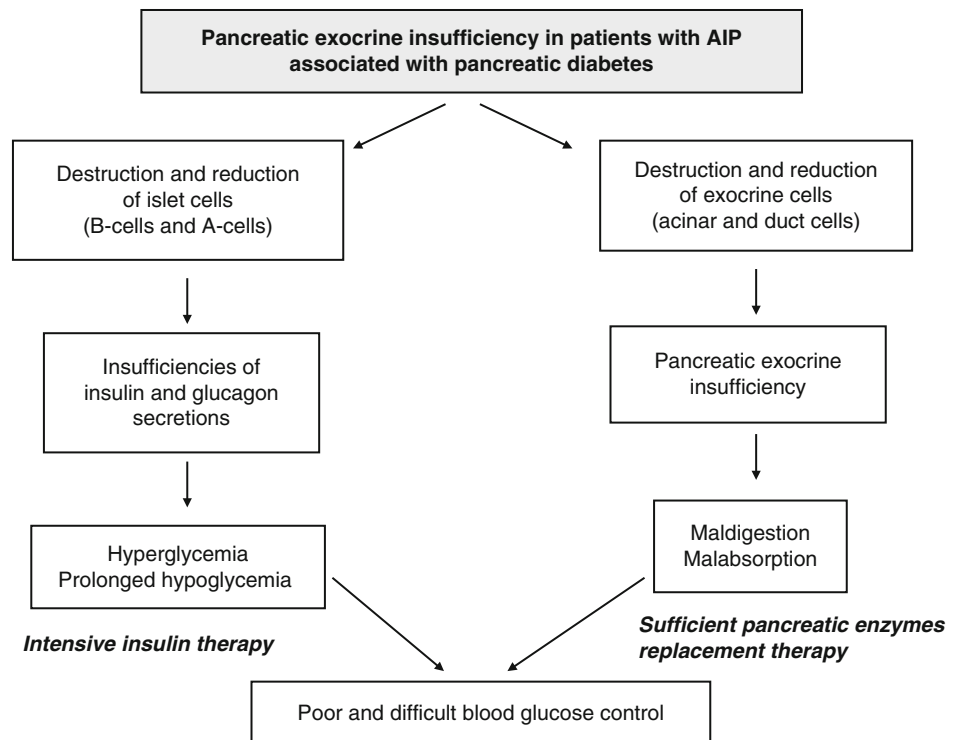 Pancreatic exocrine insufficiency in patients with AIP
associated with pancreatic diabetes
Destruction and reduction
of islet cells
(B-cells and A-cells)
Insufficiencies of
insulin and glucagon
secretions
Hyperglycemia
Prolonged hypoglycemia
Intensive insulin therapy
Destruction and reduction
of exocrine cells
(acinar and duct cells)
Pancreatic exocrine
insufficiency
Maldigestion
Malabsorption
Sufficient pancreatic enzymes
replacement therapy
Poor and difficult blood glucose control